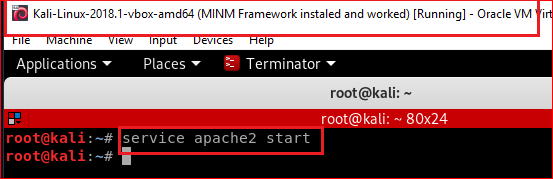 Kali-Linux-2018.1-vbox-amd64 (MINM Framework instaled and worked) [Running] - Oracle VM Virt
File Machine View Input Devices Help
Applications Places Terminator
root@kali: ~
root@kali: ~ 80x24
root@kali:~# service apache2 start
root@kali:~#